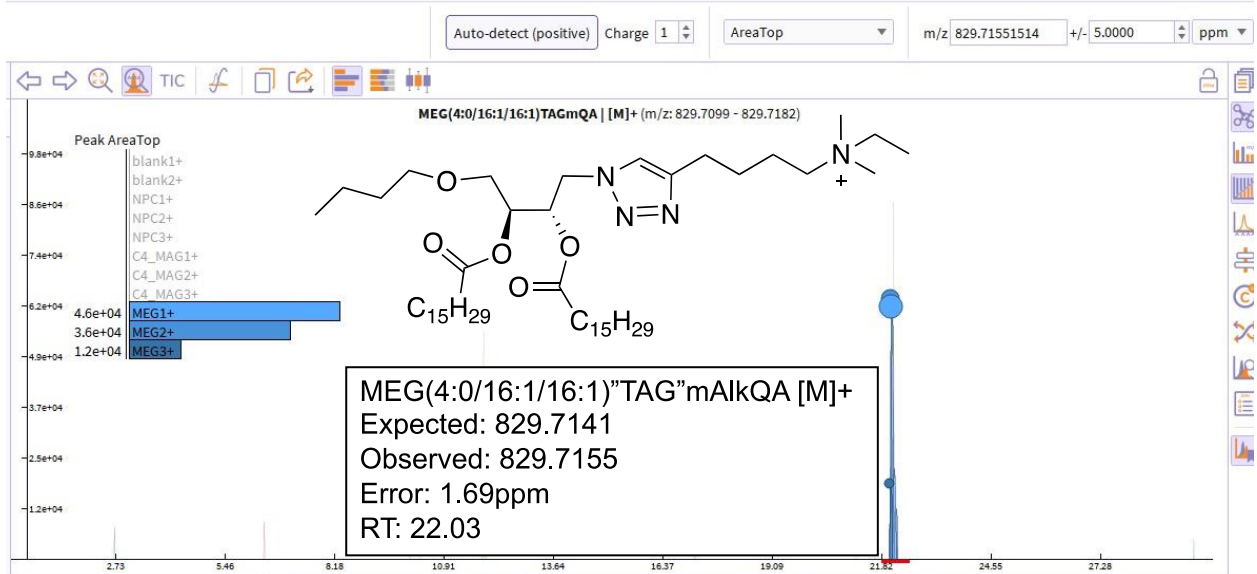 Auto-detect (positive) Charge 1 AreaTop m/z 829.71551514 +/- 5.0000 ppm
TIC
MEG(4:0/16:1/16:1)TAGmQA | [M]+ (m/z: 829.7099 - 829.7182)
Peak AreaTop
9.8e+04
blank1+
blank2+
8.6e+04
NPC1+
NPC2+
NPC3+
7.4e+04
C4_MAG1+
C4_MAG2+
C4_MAG3+
6.2e+04
4.6e+04 MEG1+
3.6e+04 MEG2+
1.2e+04 MEG3+
4.9e+04
3.7e+04
2.5e+04
1.2e+04
O
N
N=N
N
+
O
O
O
O
C15H29
C15H29
MEG(4:0/16:1/16:1)”TAG”mAlkQA [M]+
Expected: 829.7141
Observed: 829.7155
Error: 1.69ppm
RT: 22.03
2.73 5.46 8.18 10.91 13.64 16.37 19.09 21.82 24.55 27.28